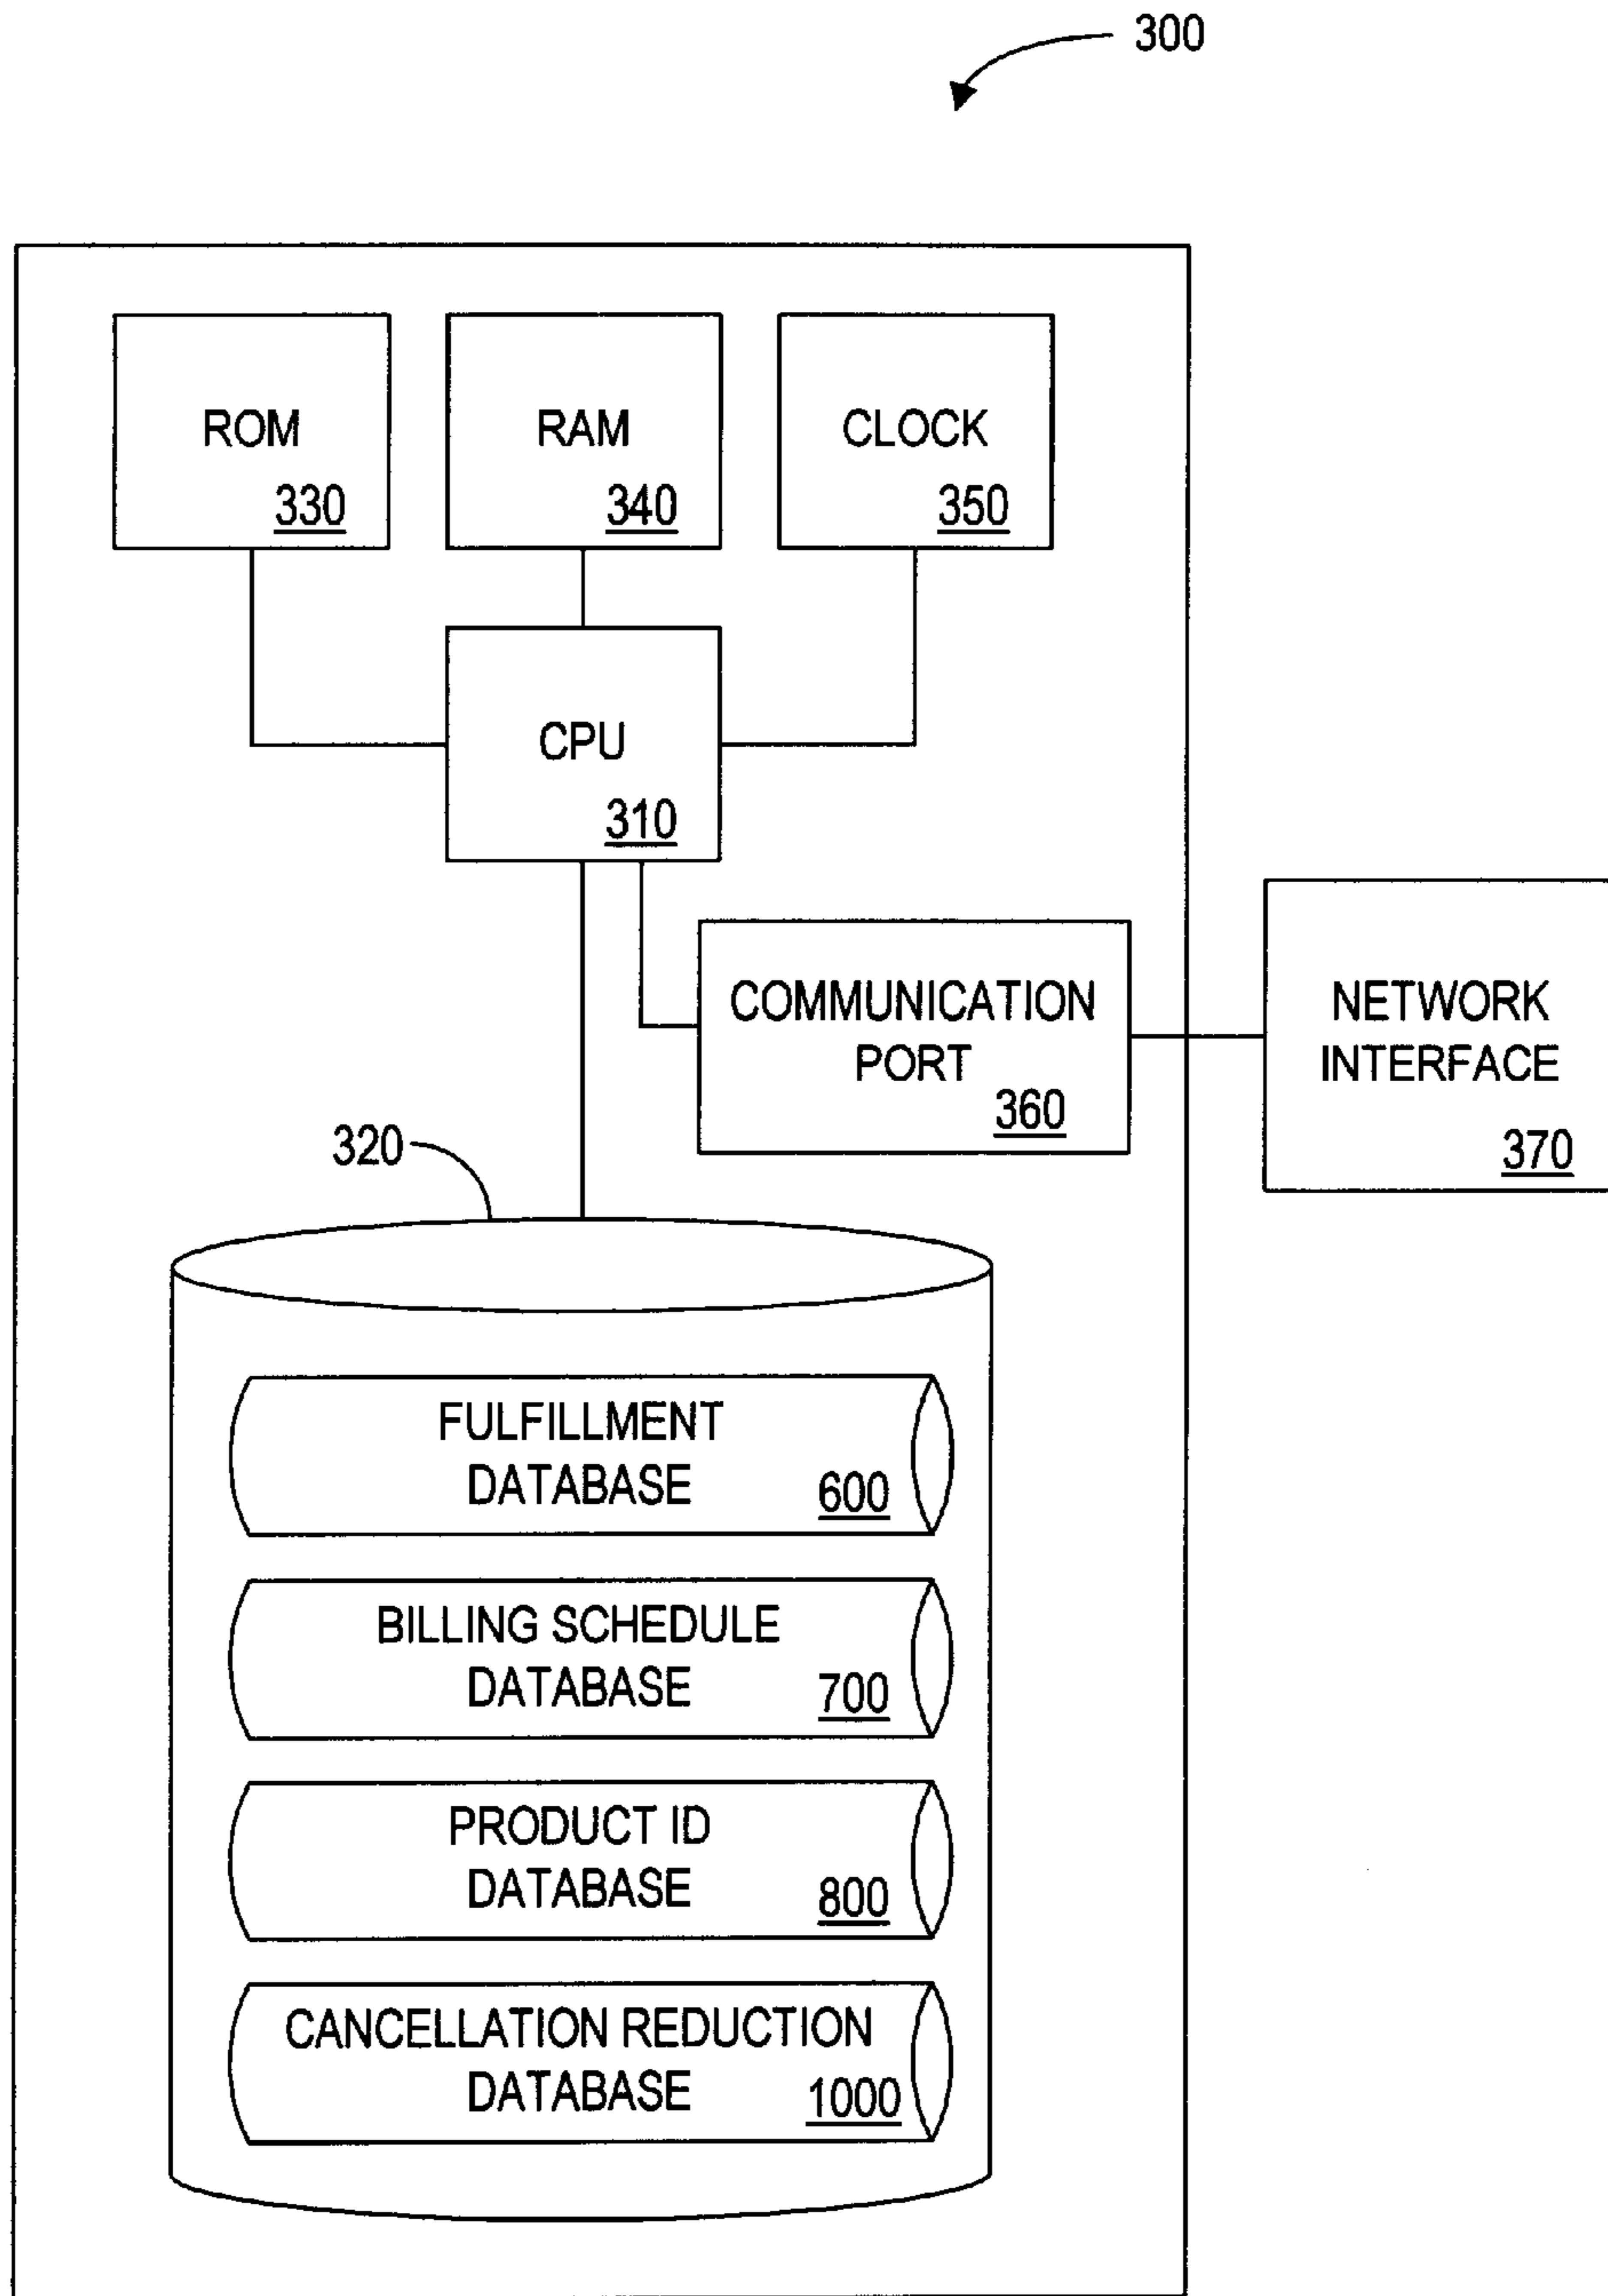 300
ROM
330
RAM
340
CLOCK
350
CPU
310
COMMUNICATION
PORT
360
NETWORK
INTERFACE
370
320
FULFILLMENT
DATABASE
600
BILLING SCHEDULE
DATABASE
700
PRODUCT ID
DATABASE
800
CANCELLATION REDUCTION
DATABASE
1000